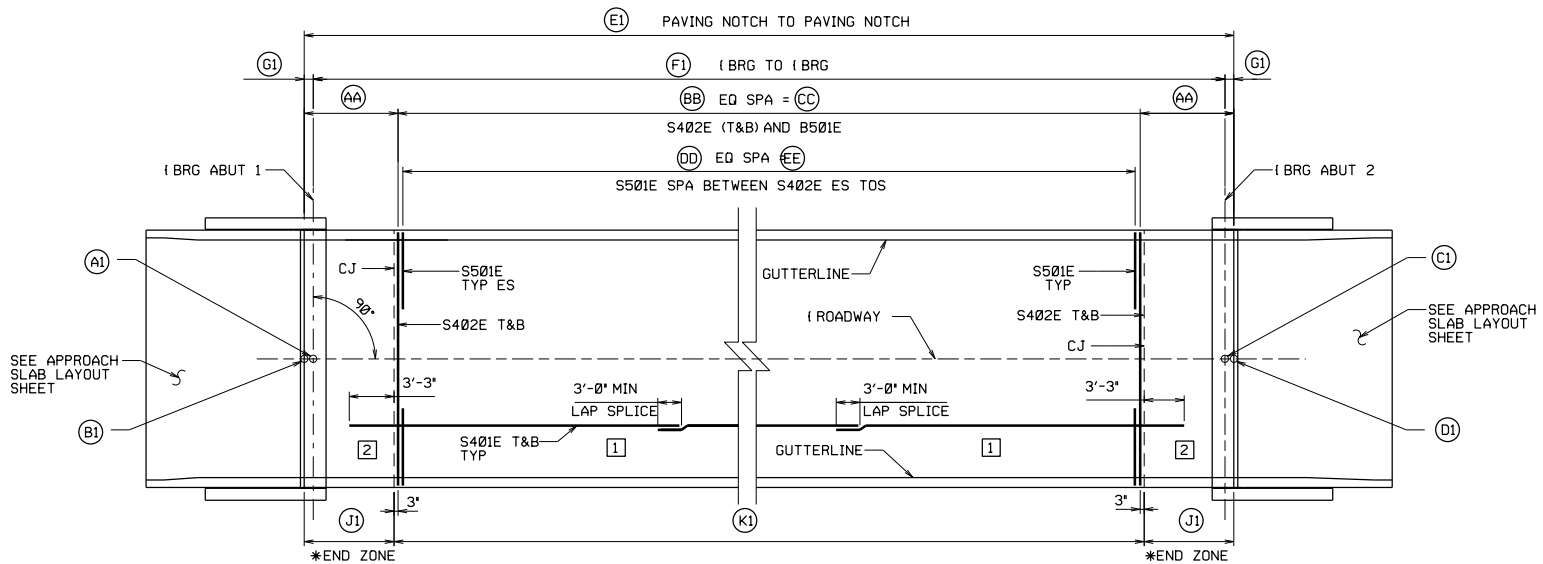 E1 PAVING NOTCH TO PAVING NOTCH
G1 F1 BRG TO BRG G1
AA BB EQ SPA = CC AA
S402E (T&B) AND B501E
DD EQ SPA = EE
BRG ABUT 1 S501E SPA BETWEEN S402E ES TOS BRG ABUT 2
A1 CJ S501E TYP ES GUTTERLINE S501E TYP C1
90°
S402E T&B ROADWAY S402E T&B
SEE APPROACH
SLAB LAYOUT
SHEET
CJ
SEE APPROACH
SLAB LAYOUT
SHEET
3'-3" 3'-0" MIN 3'-0" MIN 3'-3"
LAP SPLICE LAP SPLICE
B1 D1
2 S401E T&B TYP 1 GUTTERLINE 1 2
3" 3"
J1 K1 J1
*END ZONE *END ZONE